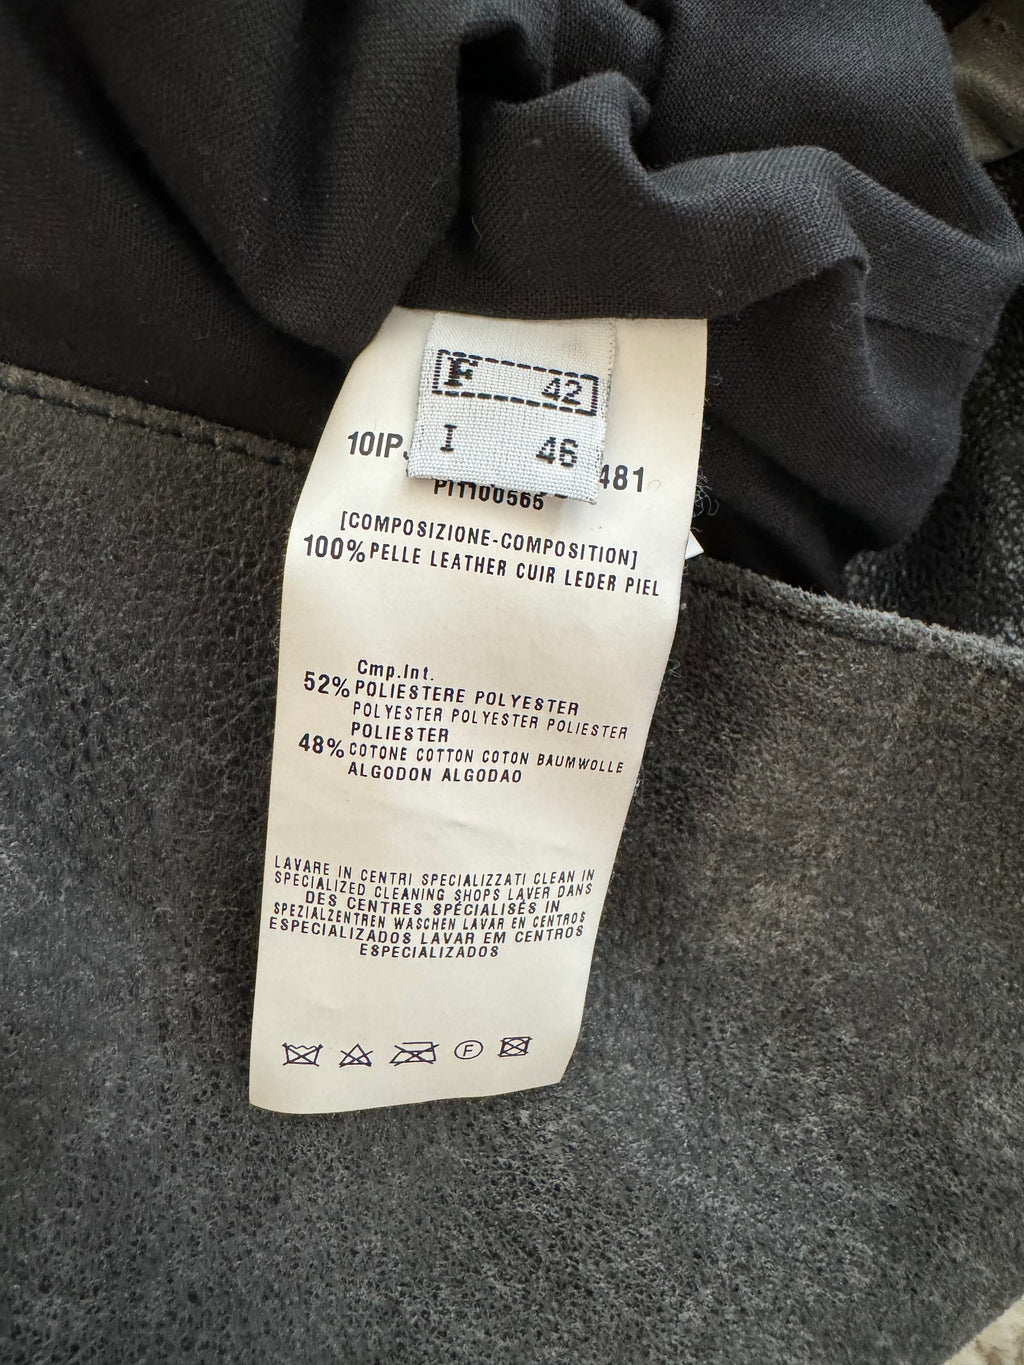 F 42
I 46
10IP 481
PI1100565
[COMPOSIZIONE-COMPOSITION]
100% PELLE LEATHER CUIR LEDER PIEL
Cmp.Int.
52% POLIESTERE POLYESTER
POLYESTER POLYESTER POLIESTER
POLIESTER
48% COTONE COTTON COTON BAUMWOLLE
ALGODON ALGODAO
LAVARE IN CENTRI SPECIALIZZATI CLEAN IN
SPECIALIZED CLEANING SHOPS LAVER DANS
DES CENTRES SPÉCIALISÉS IN
SPEZIALZENTREN WASCHEN LAVAR EN CENTROS
ESPECIALIZADOS LAVAR EM CENTROS
ESPECIALIZADOS
F